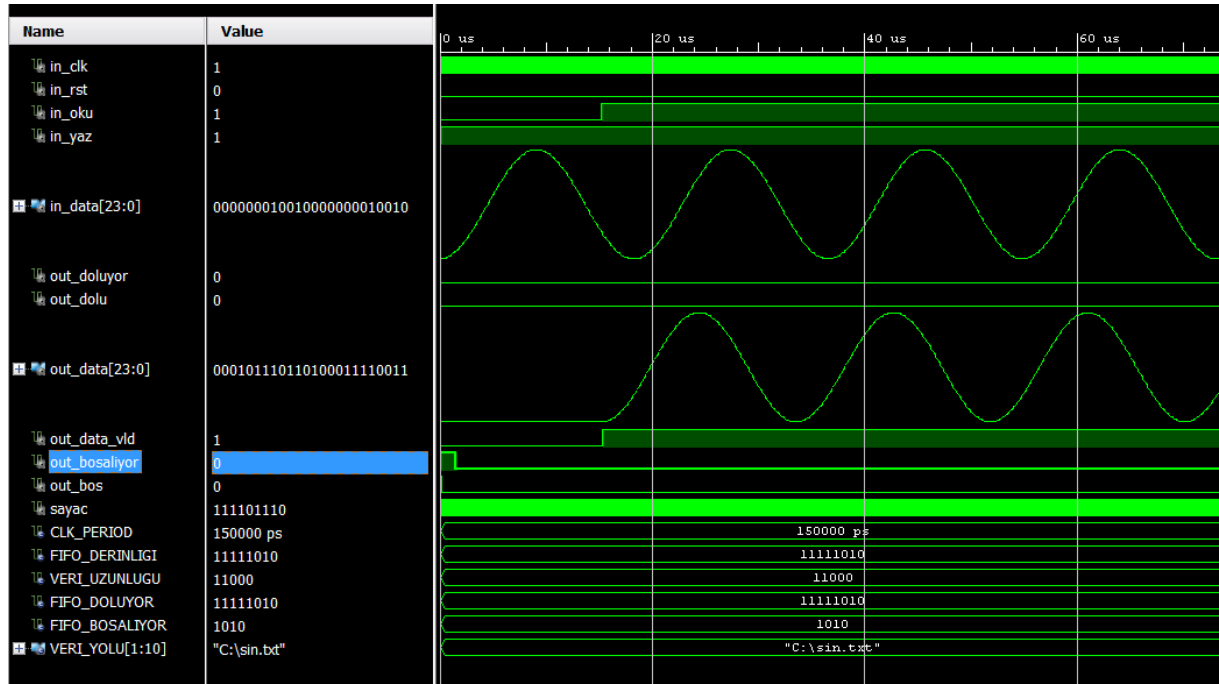 Name Value
0 us 20 us 40 us 60 us
in_clk 1
in_rst 0
in_oku 1
in_yaz 1
in_data[23:0] 000000010010000000010010
out_doluyor 0
out_dolu 0
out_data[23:0] 000101110110100011110011
out_data_vld 1
out_bosaliyor 0
out_bos 0
sayac 111101110
CLK_PERIOD 150000 ps 150000 ps
FIFO_DERINLIGI 11111010 11111010
VERI_UZUNLUGU 11000 11000
FIFO_DOLUYOR 11111010 11111010
FIFO_BOSALIYOR 1010 1010
VERI_YOLU[1:10] "C:\sin.txt" "C:\sin.txt"